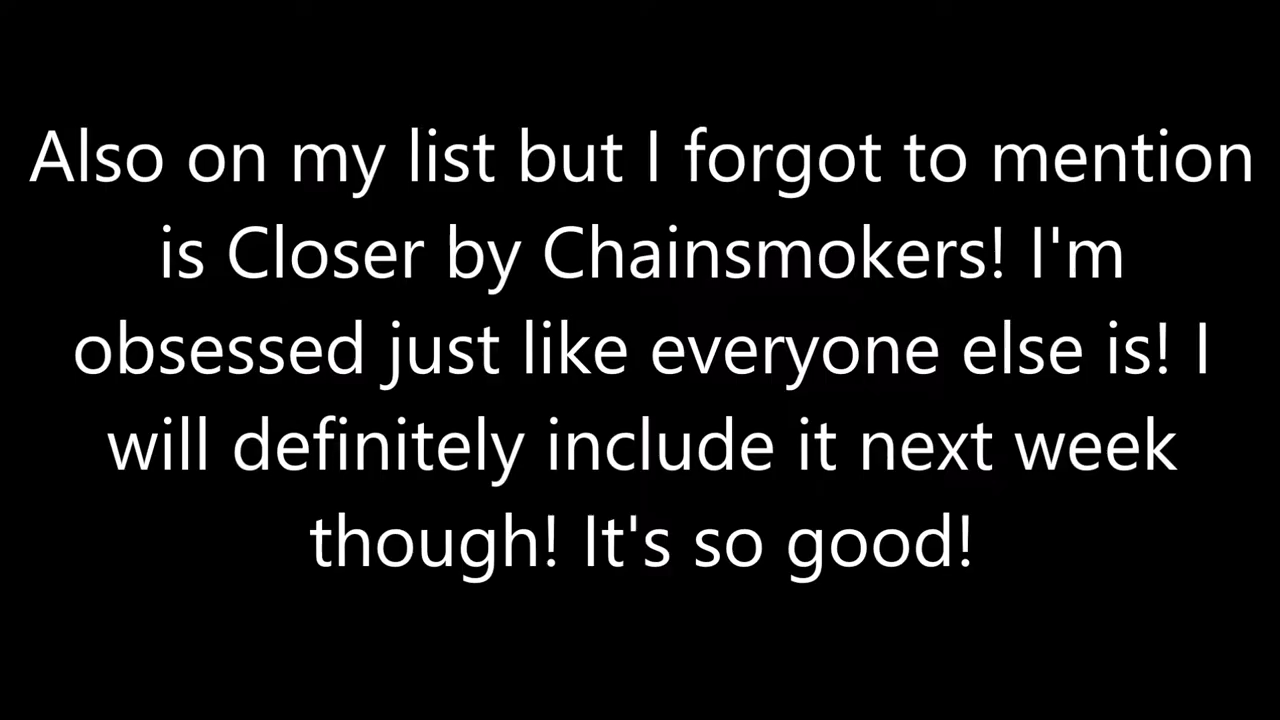 Also on my list but I forgot to mention
is Closer by Chainsmokers! I'm
obsessed just like everyone else is! I
will definitely include it next week
though! It's so good!